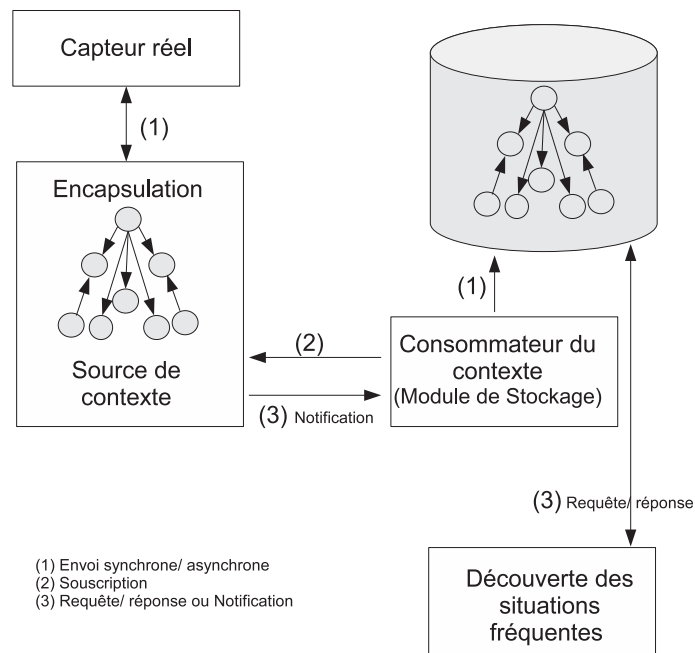 Capteur réel
(1)
Encapsulation
Source de
contexte
(2)
(3) Notification
(1)
Consommateur du
contexte
(Module de Stockage)
(3) Requête/ réponse
Découverte des
situations
fréquentes
(1) Envoi synchrone/ asynchrone
(2) Souscription
(3) Requête/ réponse ou Notification